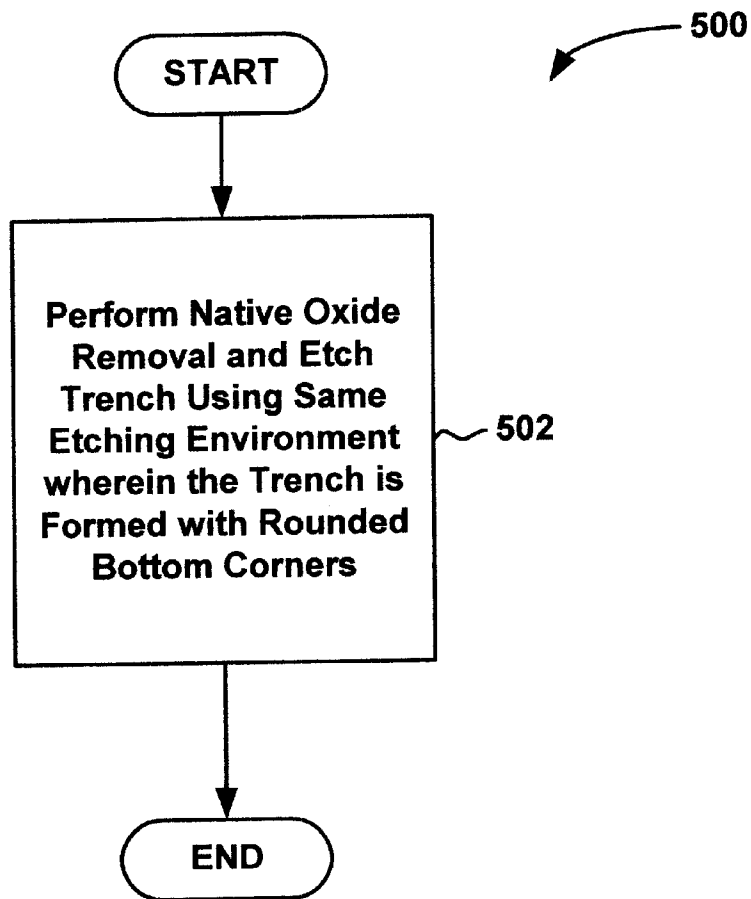 500
START
Perform Native Oxide
Removal and Etch
Trench Using Same
Etching Environment
wherein the Trench is
Formed with Rounded
Bottom Corners
502
END